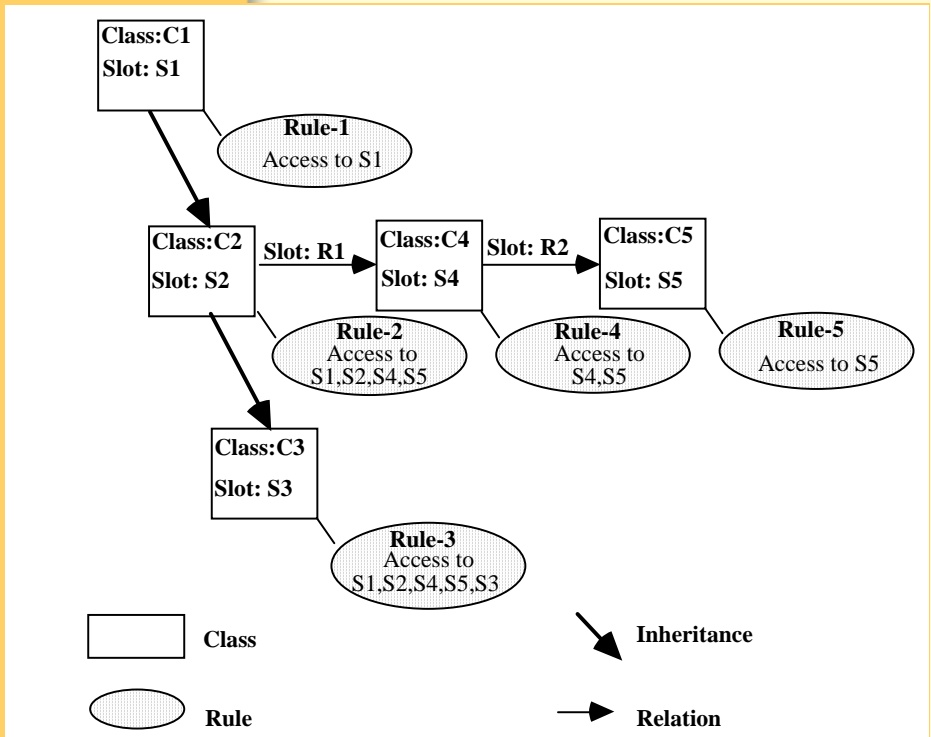 Class:C1
Slot: S1
Rule-1
Access to S1
Class:C2
Slot: S2
Slot: R1
Class:C4
Slot: S4
Slot: R2
Class:C5
Slot: S5
Rule-2
Access to
S1,S2,S4,S5
Rule-4
Access to
S4,S5
Rule-5
Access to S5
Class:C3
Slot: S3
Rule-3
Access to
S1,S2,S4,S5,S3
Class
Inheritance
Rule
Relation